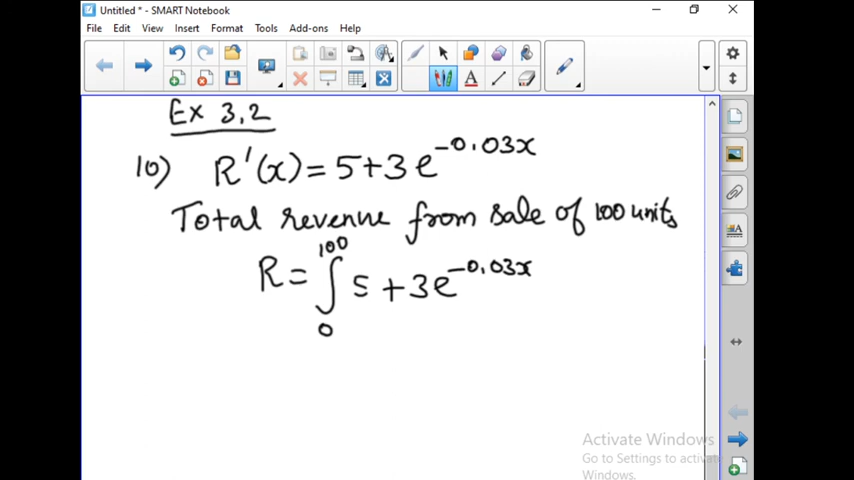 Untitled * - SMART Notebook
File Edit View Insert Format Tools Add-ons Help
Ex 3.2
10) R'(x) = 5+3e^-0.03x
Total revenue from sale of 100 units
R = ∫₀¹⁰⁰ 5 + 3e^-0.03x
Activate Windows
Go to Settings to activate
Windows.